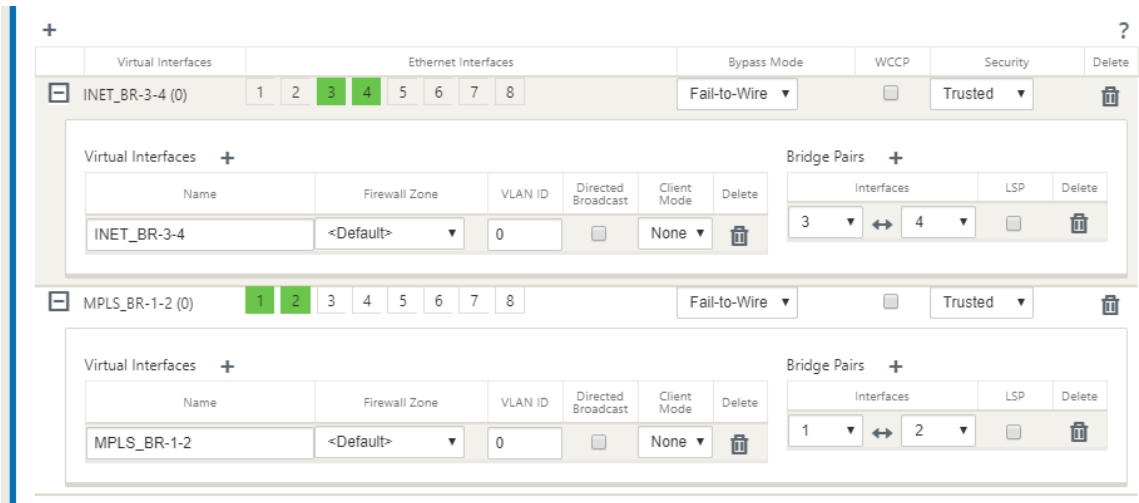 + ?
Virtual Interfaces Ethernet Interfaces Bypass Mode WCCP Security Delete
INET_BR-3-4 (0) 1 2 3 4 5 6 7 8 Fail-to-Wire Trusted
Virtual Interfaces + Bridge Pairs +
Name Firewall Zone VLAN ID Directed Broadcast Client Mode Delete Interfaces LSP Delete
INET_BR-3-4 <Default> 0 None 3 ↔ 4
MPLS_BR-1-2 (0) 1 2 3 4 5 6 7 8 Fail-to-Wire Trusted
Virtual Interfaces + Bridge Pairs +
Name Firewall Zone VLAN ID Directed Broadcast Client Mode Delete Interfaces LSP Delete
MPLS_BR-1-2 <Default> 0 None 1 ↔ 2